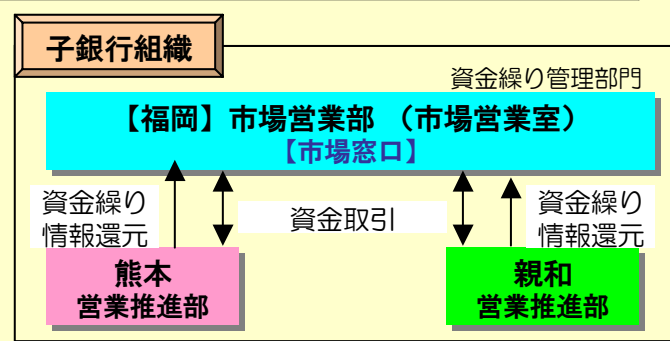 子銀行組織
資金繰り管理部門
【福岡】市場営業部 （市場営業室）
【市場窓口】
資金繰り
情報還元
資金取引
資金繰り
情報還元
熊本
営業推進部
親和
営業推進部